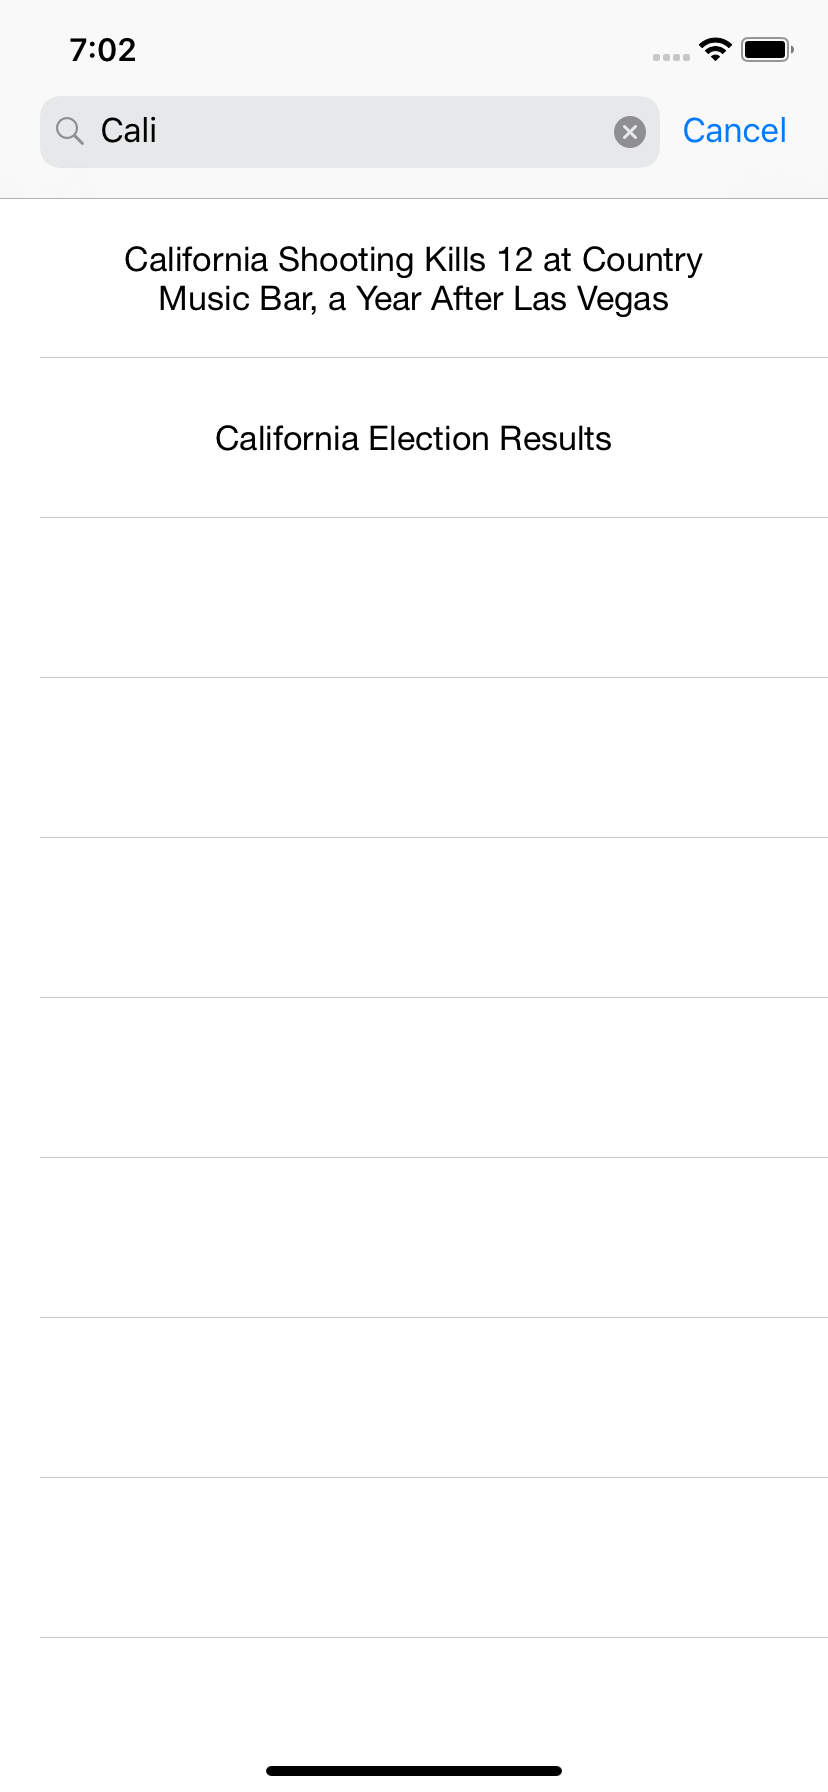 7:02
Cali
Cancel
California Shooting Kills 12 at Country
Music Bar, a Year After Las Vegas
California Election Results